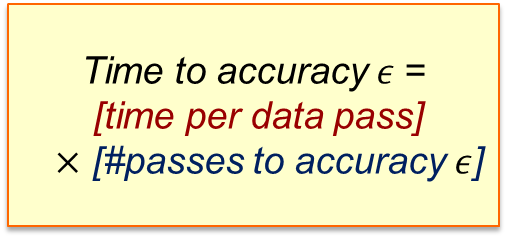 Time to accuracy ϵ =
[time per data pass]
× [#passes to accuracy ϵ]